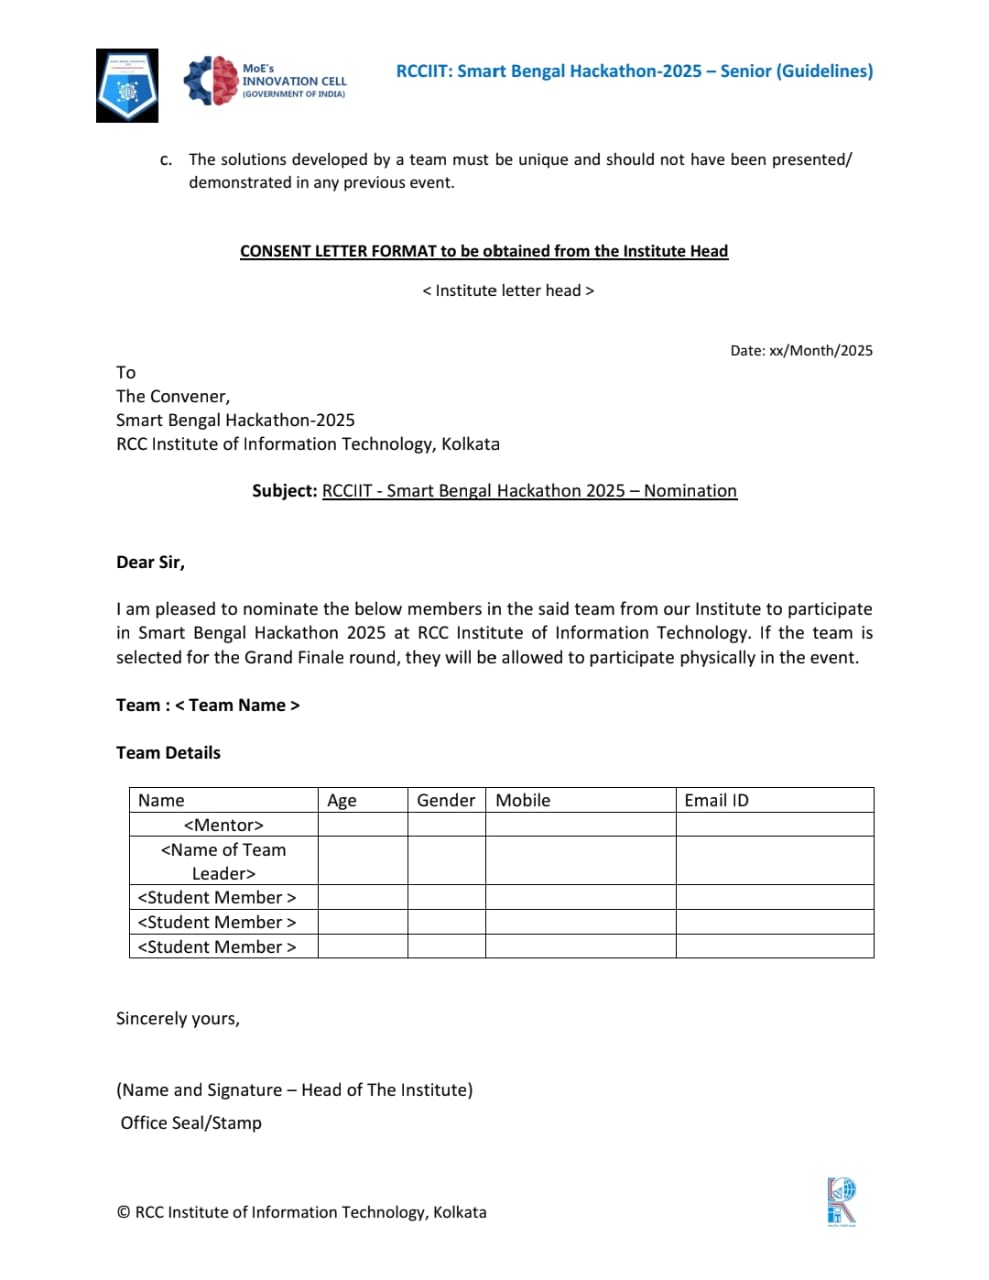 MoE's
INNOVATION CELL
(GOVERNMENT OF INDIA)
RCCIIT: Smart Bengal Hackathon-2025 – Senior (Guidelines)
c. The solutions developed by a team must be unique and should not have been presented/
demonstrated in any previous event.
CONSENT LETTER FORMAT to be obtained from the Institute Head
< Institute letter head >
Date: xx/Month/2025
To
The Convener,
Smart Bengal Hackathon-2025
RCC Institute of Information Technology, Kolkata
Subject: RCCIIT - Smart Bengal Hackathon 2025 – Nomination
Dear Sir,
I am pleased to nominate the below members in the said team from our Institute to participate
in Smart Bengal Hackathon 2025 at RCC Institute of Information Technology. If the team is
selected for the Grand Finale round, they will be allowed to participate physically in the event.
Team : < Team Name >
Team Details
Name Age Gender Mobile Email ID
<Mentor>
<Name of Team
Leader>
<Student Member >
<Student Member >
<Student Member >
Sincerely yours,
(Name and Signature – Head of The Institute)
Office Seal/Stamp
© RCC Institute of Information Technology, Kolkata